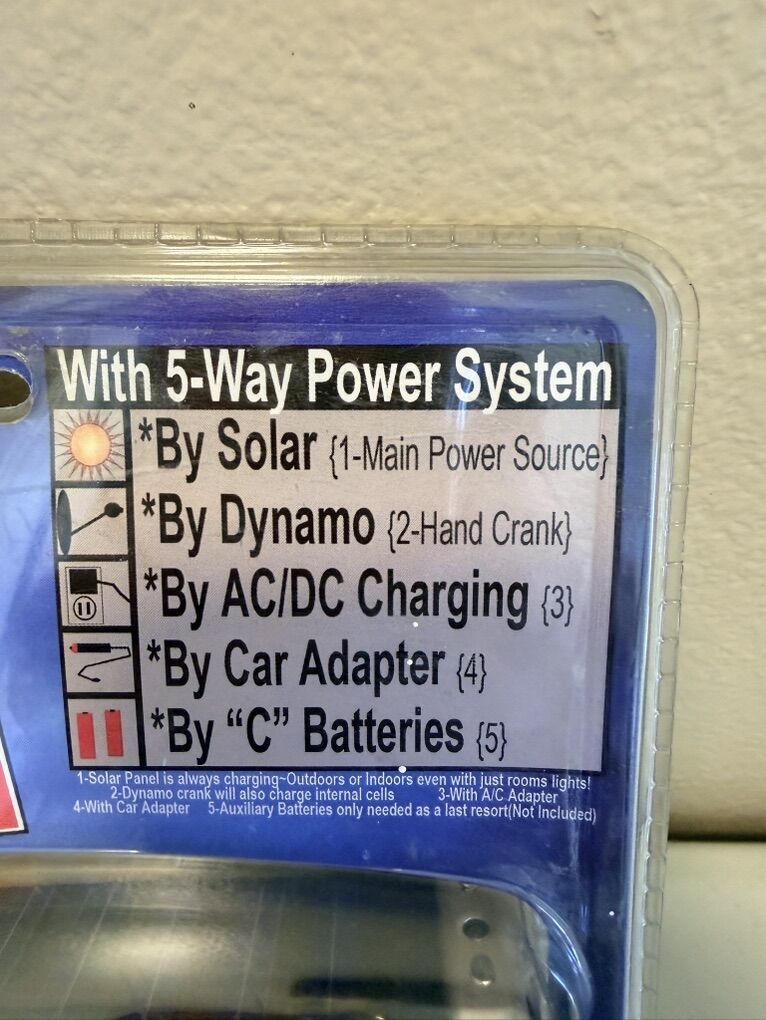 With 5-Way Power System
*By Solar {1-Main Power Source}
*By Dynamo {2-Hand Crank}
*By AC/DC Charging {3}
*By Car Adapter {4}
*By “C” Batteries {5}
1-Solar Panel is always charging~Outdoors or Indoors even with just rooms lights!
2-Dynamo crank will also charge internal cells 3-With A/C Adapter
4-With Car Adapter 5-Auxiliary Batteries only needed as a last resort(Not Included)